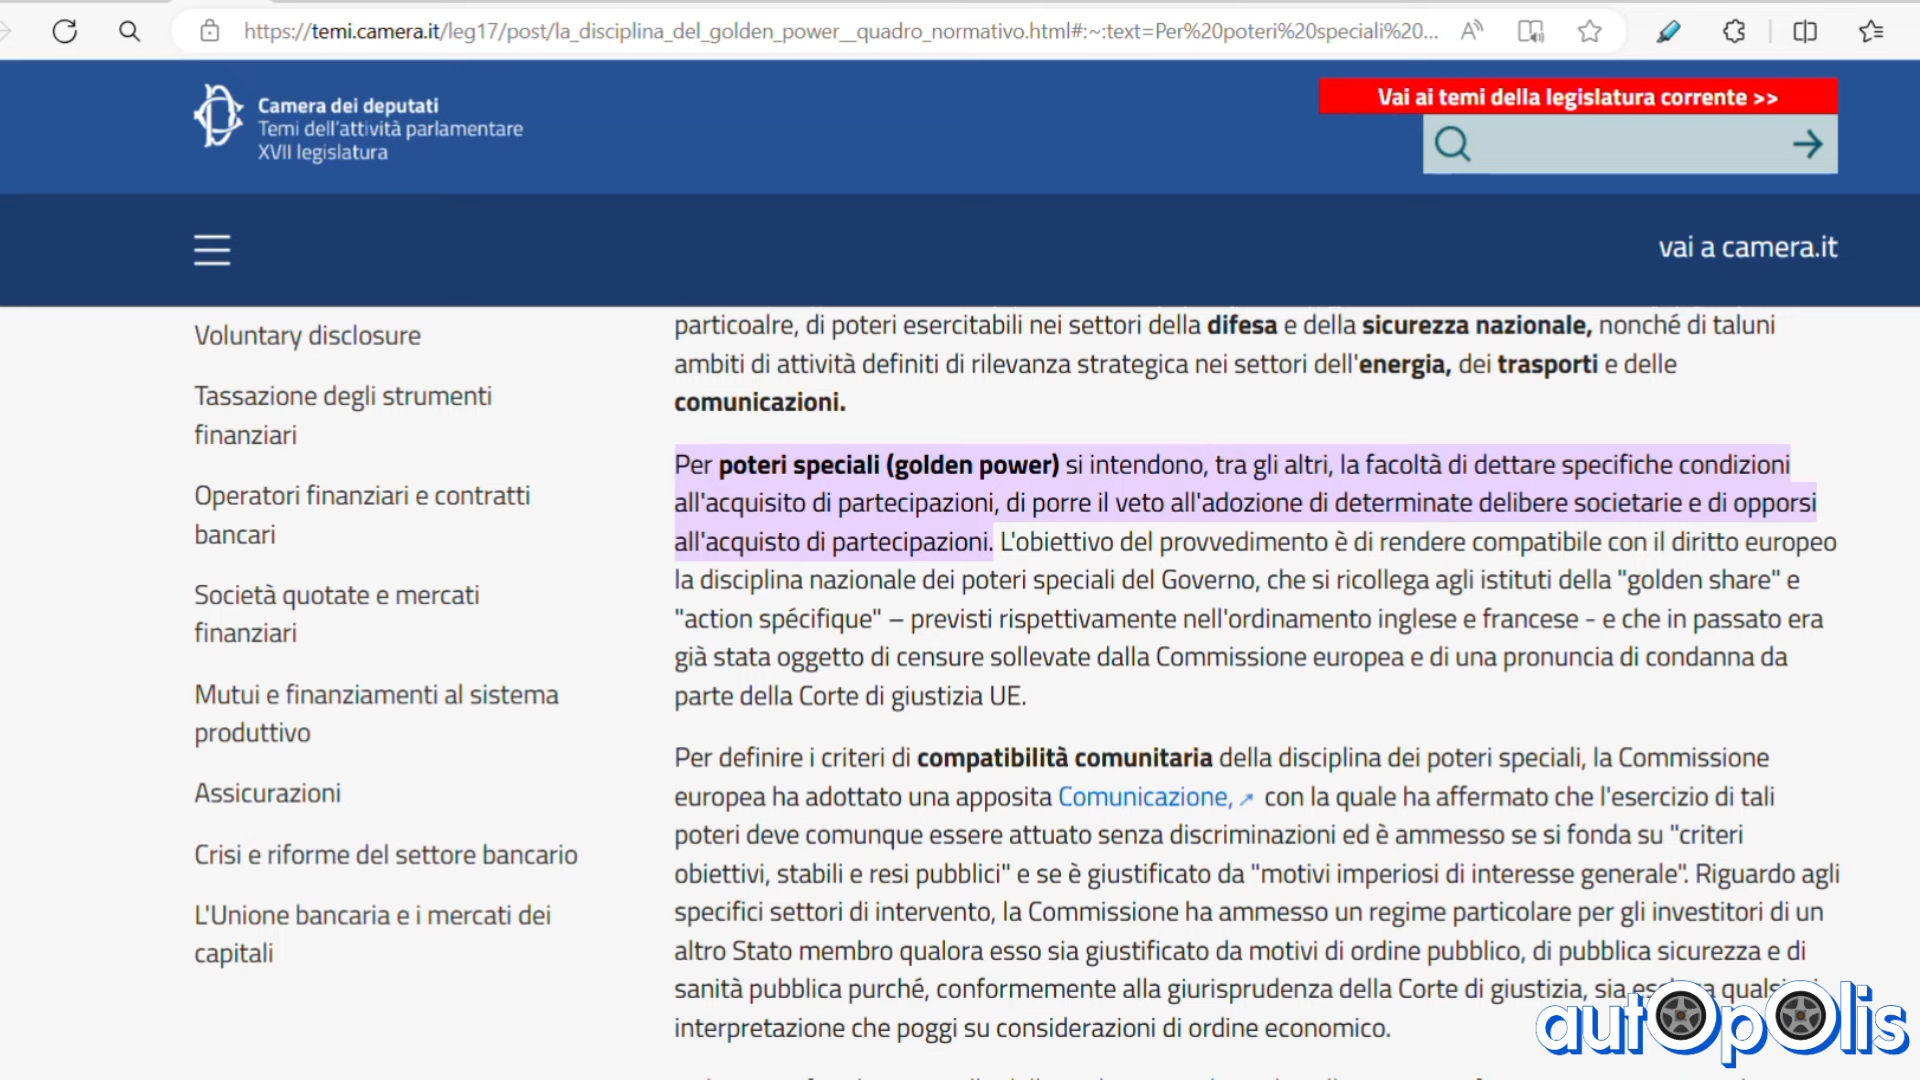 https://temi.camera.it/leg17/post/la_disciplina_del_golden_power__quadro_normativo.html#:~:text=Per%20poteri%20speciali%20...
Camera dei deputati
Temi dell'attività parlamentare
XVII legislatura
Vai ai temi della legislatura corrente >>
vai a camera.it
Voluntary disclosure
Tassazione degli strumenti
finanziari
Operatori finanziari e contratti
bancari
Società quotate e mercati
finanziari
Mutui e finanziamenti al sistema
produttivo
Assicurazioni
Crisi e riforme del settore bancario
L'Unione bancaria e i mercati dei
capitali
particoalre, di poteri esercitabili nei settori della difesa e della sicurezza nazionale, nonché di taluni
ambiti di attività definiti di rilevanza strategica nei settori dell'energia, dei trasporti e delle
comunicazioni.
Per poteri speciali (golden power) si intendono, tra gli altri, la facoltà di dettare specifiche condizioni
all'acquisito di partecipazioni, di porre il veto all'adozione di determinate delibere societarie e di opporsi
all'acquisto di partecipazioni. L'obiettivo del provvedimento è di rendere compatibile con il diritto europeo
la disciplina nazionale dei poteri speciali del Governo, che si ricollega agli istituti della "golden share" e
"action spécifique" – previsti rispettivamente nell'ordinamento inglese e francese - e che in passato era
già stata oggetto di censure sollevate dalla Commissione europea e di una pronuncia di condanna da
parte della Corte di giustizia UE.
Per definire i criteri di compatibilità comunitaria della disciplina dei poteri speciali, la Commissione
europea ha adottato una apposita Comunicazione, con la quale ha affermato che l'esercizio di tali
poteri deve comunque essere attuato senza discriminazioni ed è ammesso se si fonda su "criteri
obiettivi, stabili e resi pubblici" e se è giustificato da "motivi imperiosi di interesse generale". Riguardo agli
specifici settori di intervento, la Commissione ha ammesso un regime particolare per gli investitori di un
altro Stato membro qualora esso sia giustificato da motivi di ordine pubblico, di pubblica sicurezza e di
sanità pubblica purché, conformemente alla giurisprudenza della Corte di giustizia, sia
interpretazione che poggi su considerazioni di ordine economico.
autopolis